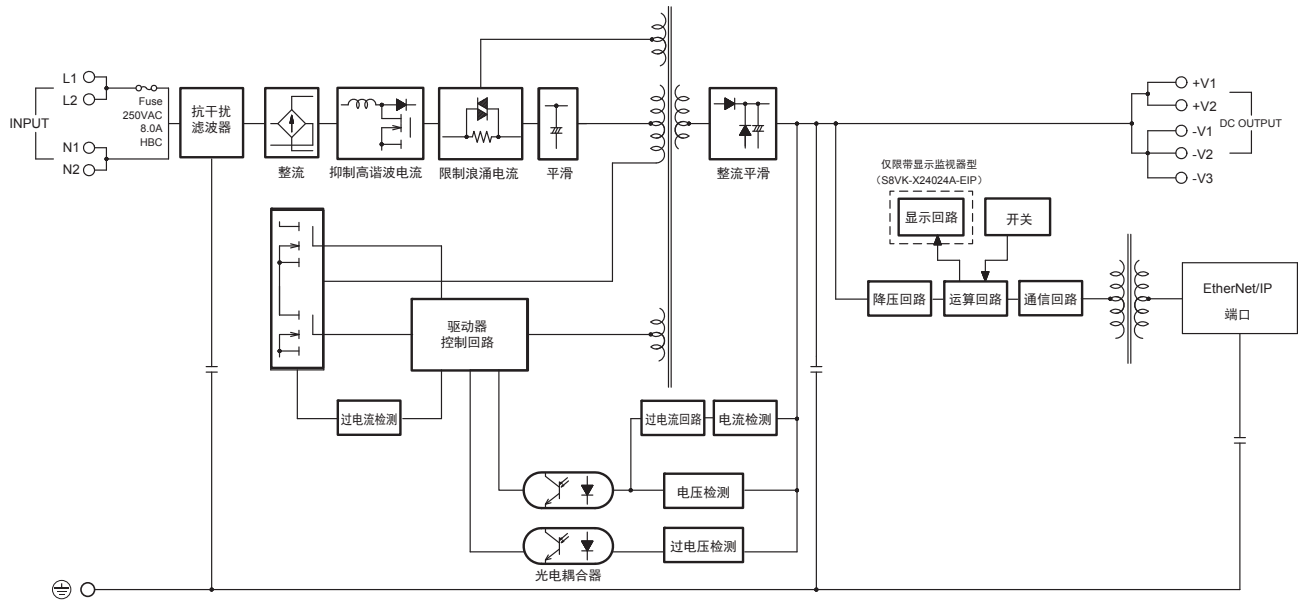 INPUT
L1
L2
N1
N2
Fuse
250VAC
8.0A
HBC
抗干扰
滤波器
整流
抑制高谐波电流
限制浪涌电流
平滑
整流平滑
+V1
+V2
-V1
-V2
-V3
DC OUTPUT
仅限带显示监视器型
（S8VK-X24024A-EIP）
显示回路
开关
降压回路
运算回路
通信回路
EtherNet/IP
端口
驱动器
控制回路
过电流检测
过电流回路
电流检测
电压检测
过电压检测
光电耦合器